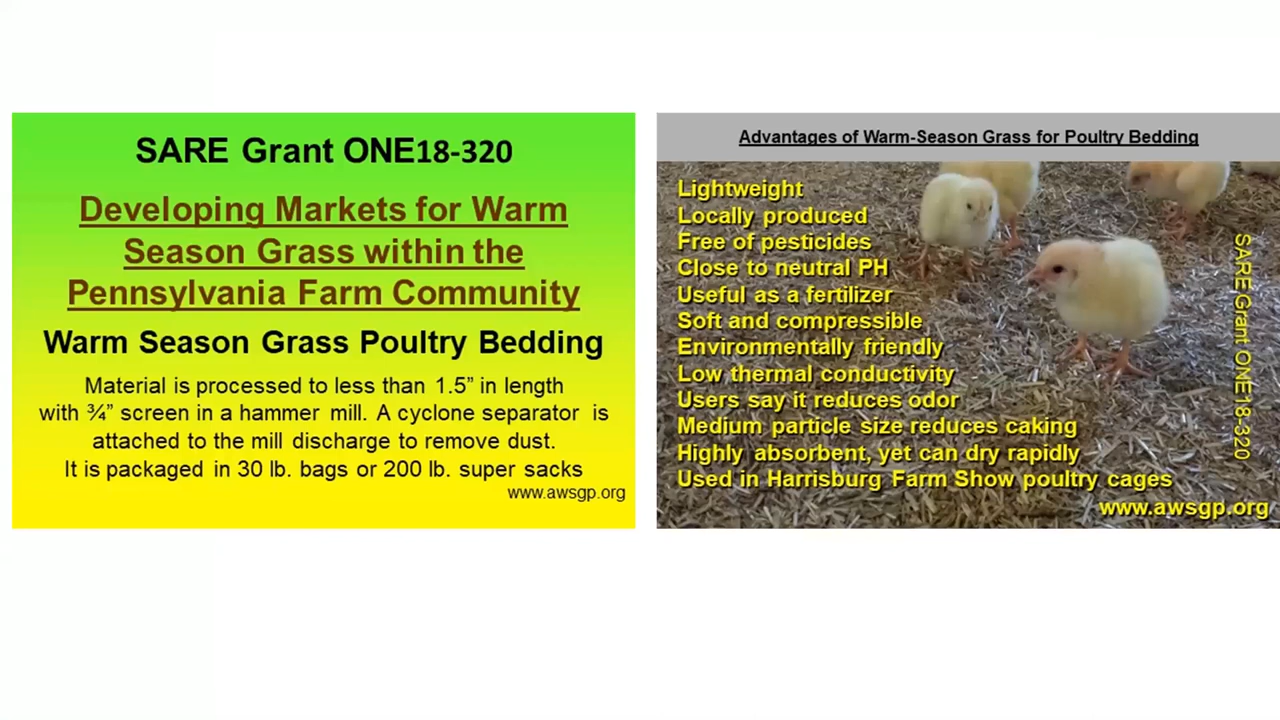 SARE Grant ONE18-320
Developing Markets for Warm
Season Grass within the
Pennsylvania Farm Community
Warm Season Grass Poultry Bedding
Material is processed to less than 1.5” in length
with ¾” screen in a hammer mill. A cyclone separator is
attached to the mill discharge to remove dust.
It is packaged in 30 lb. bags or 200 lb. super sacks
www.awsgp.org
Advantages of Warm-Season Grass for Poultry Bedding
Lightweight
Locally produced
Free of pesticides
Close to neutral PH
Useful as a fertilizer
Soft and compressible
Environmentally friendly
Low thermal conductivity
Users say it reduces odor
Medium particle size reduces caking
Highly absorbent, yet can dry rapidly
Used in Harrisburg Farm Show poultry cages
www.awsgp.org
SARE Grant ONE18-320